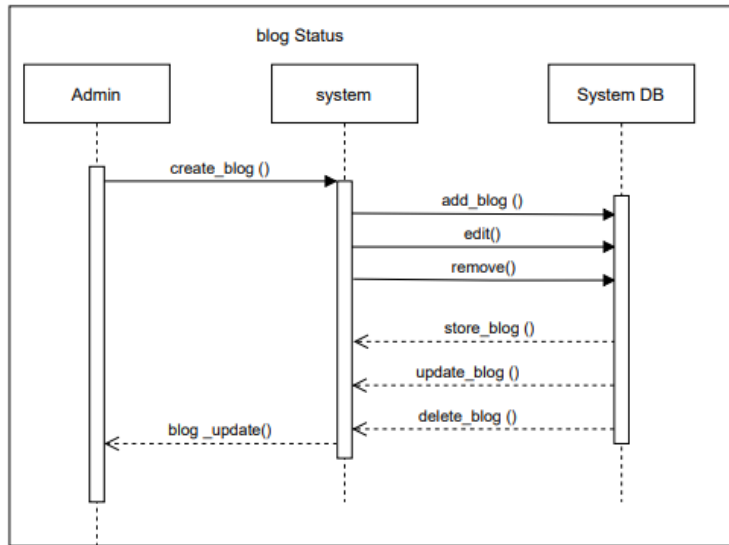 blog Status
Admin
system
System DB
create_blog ()
add_blog ()
edit()
remove()
store_blog ()
update_blog ()
delete_blog ()
blog _update()